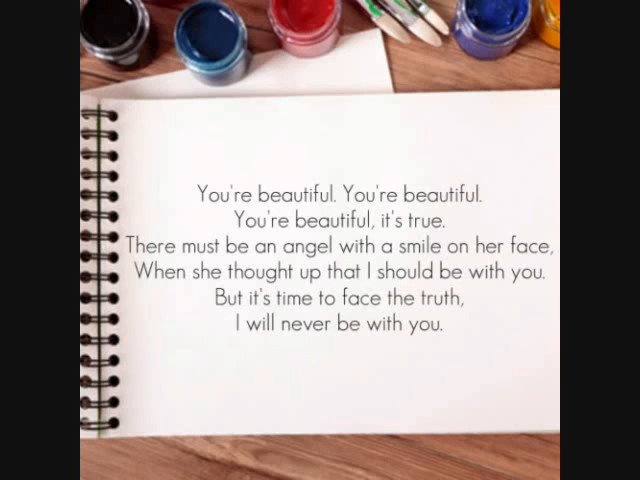 You're beautiful. You're beautiful.
You're beautiful, it's true.
There must be an angel with a smile on her face,
When she thought up that I should be with you.
But it's time to face the truth,
I will never be with you.